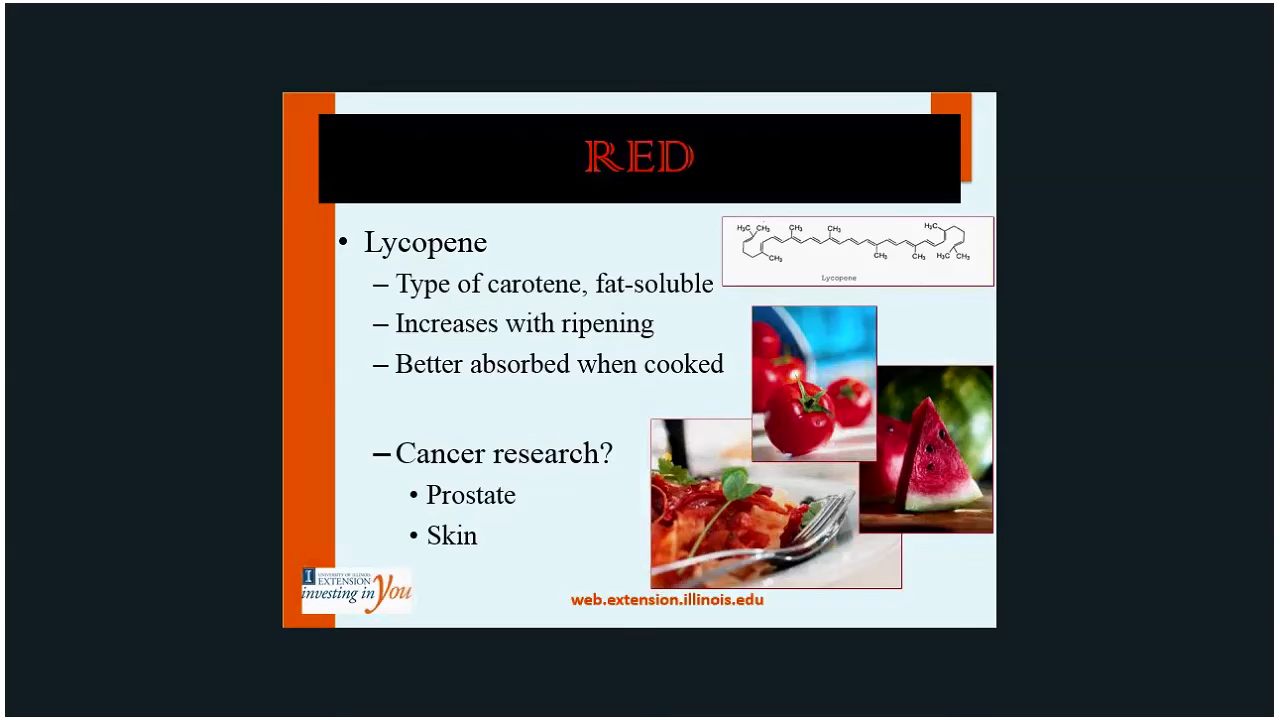 RED
• Lycopene
– Type of carotene, fat-soluble
– Increases with ripening
– Better absorbed when cooked
– Cancer research?
• Prostate
• Skin
H₃C CH₃ CH₃ CH₃ H₃C
CH₃ CH₃ CH₃ H₃C CH₃
Lycopene
I UNIVERSITY OF ILLINOIS
EXTENSION
investing in You
web.extension.illinois.edu